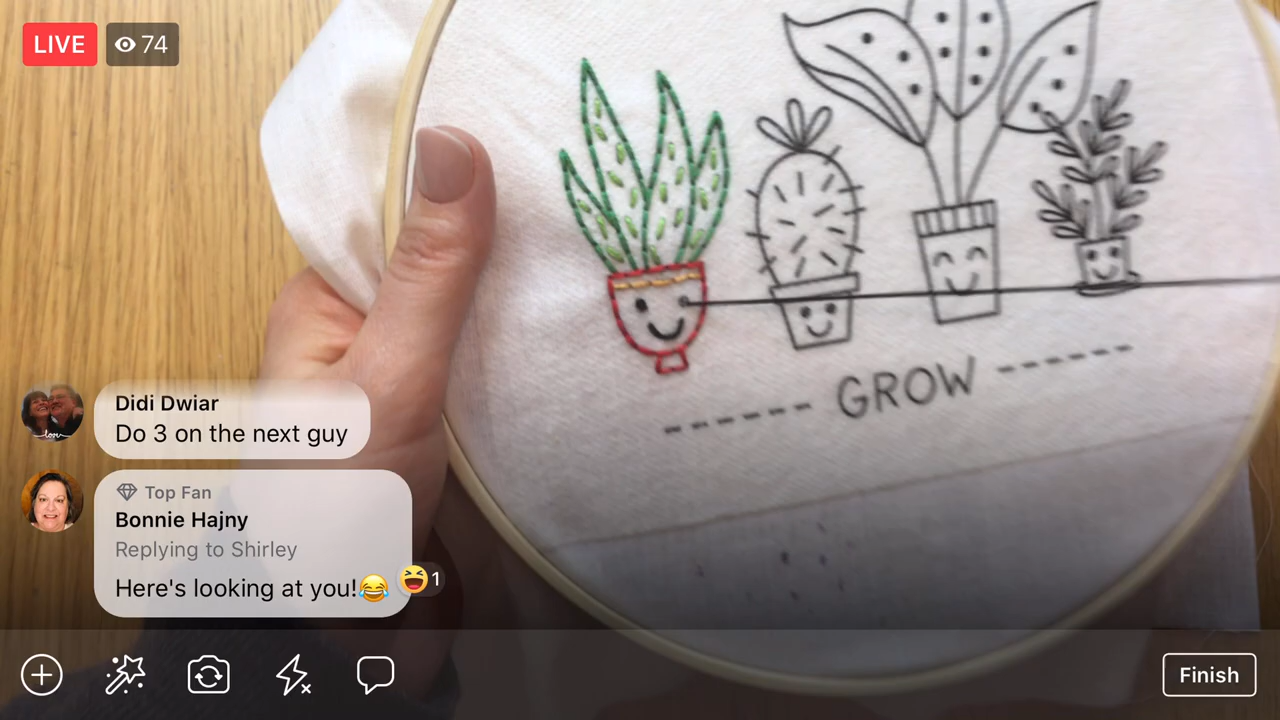 LIVE
74
GROW
Didi Dwiar
Do 3 on the next guy
Top Fan
Bonnie Hajny
Replying to Shirley
Here's looking at you!😂
1
Finish